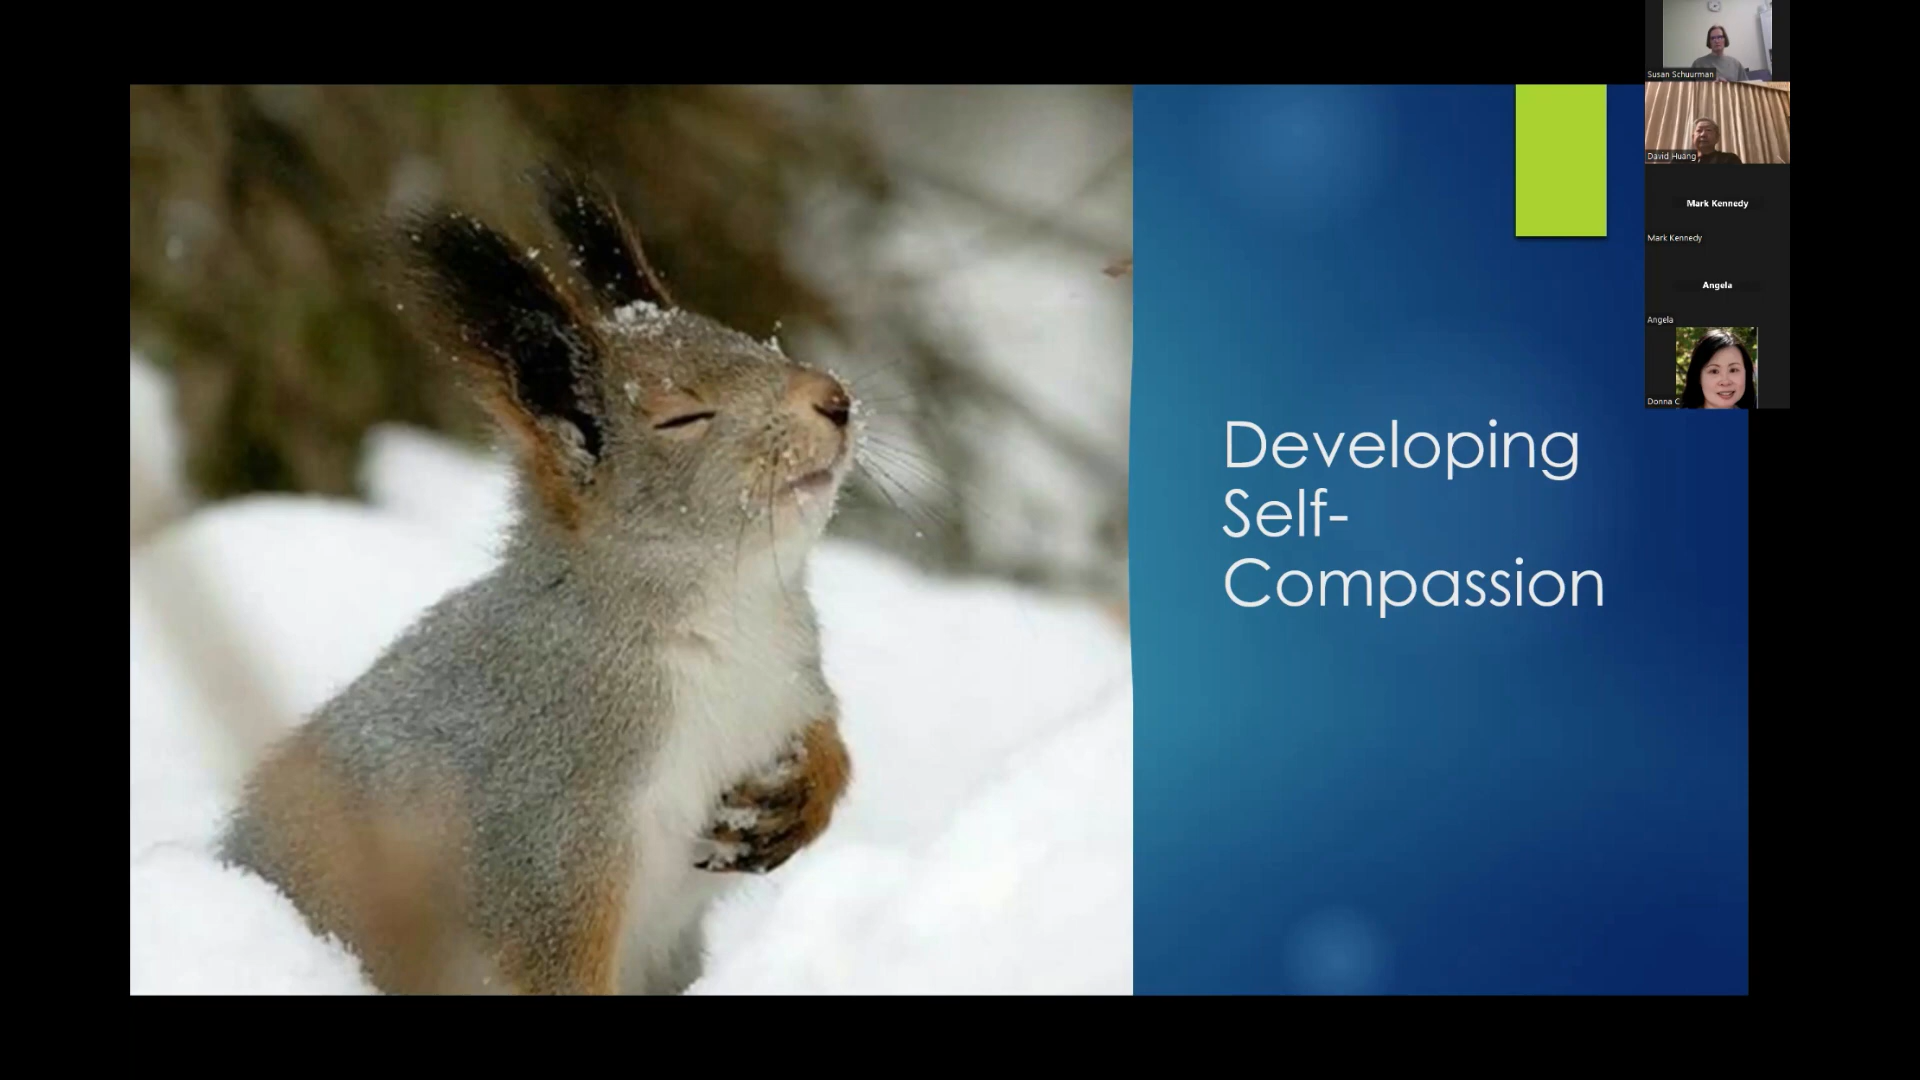 Developing
Self-
Compassion
Susan Schuurman
David Huang
Mark Kennedy
Mark Kennedy
Angela
Angela
Donna C